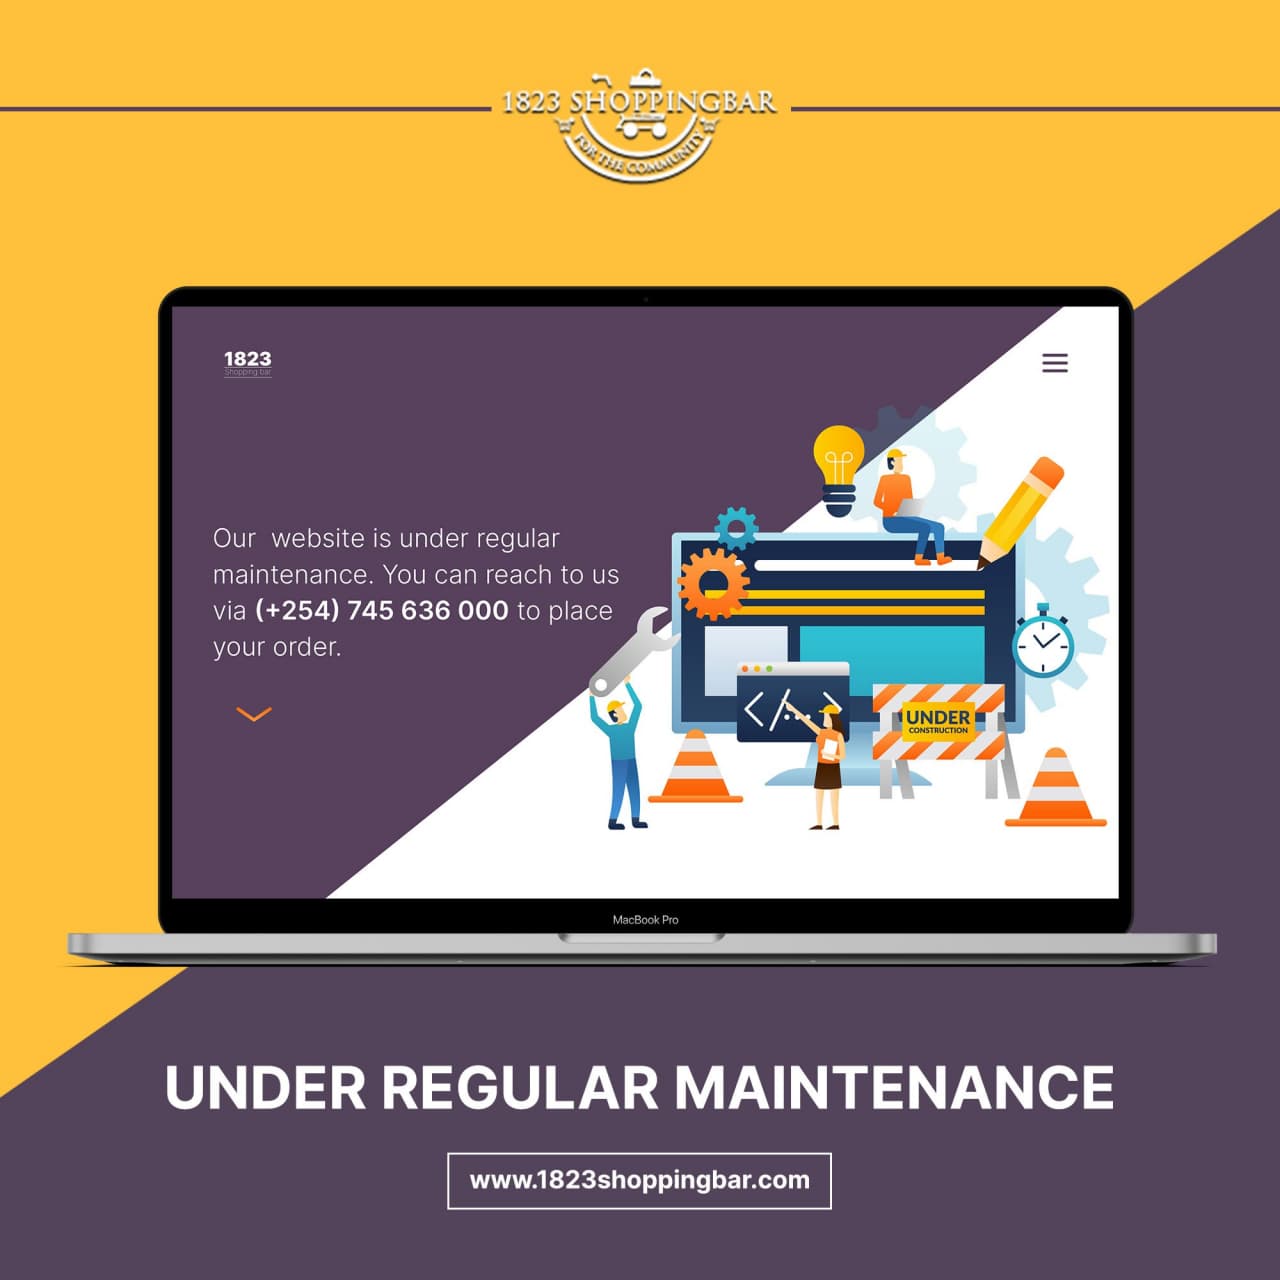 1823 SHOPPINGBAR
FOR THE COMMUNITY
1823
Shopping bar
Our  website is under regular
maintenance. You can reach to us
via (+254) 745 636 000 to place
your order.
</>
UNDER
CONSTRUCTION
MacBook Pro
UNDER REGULAR MAINTENANCE
www.1823shoppingbar.com